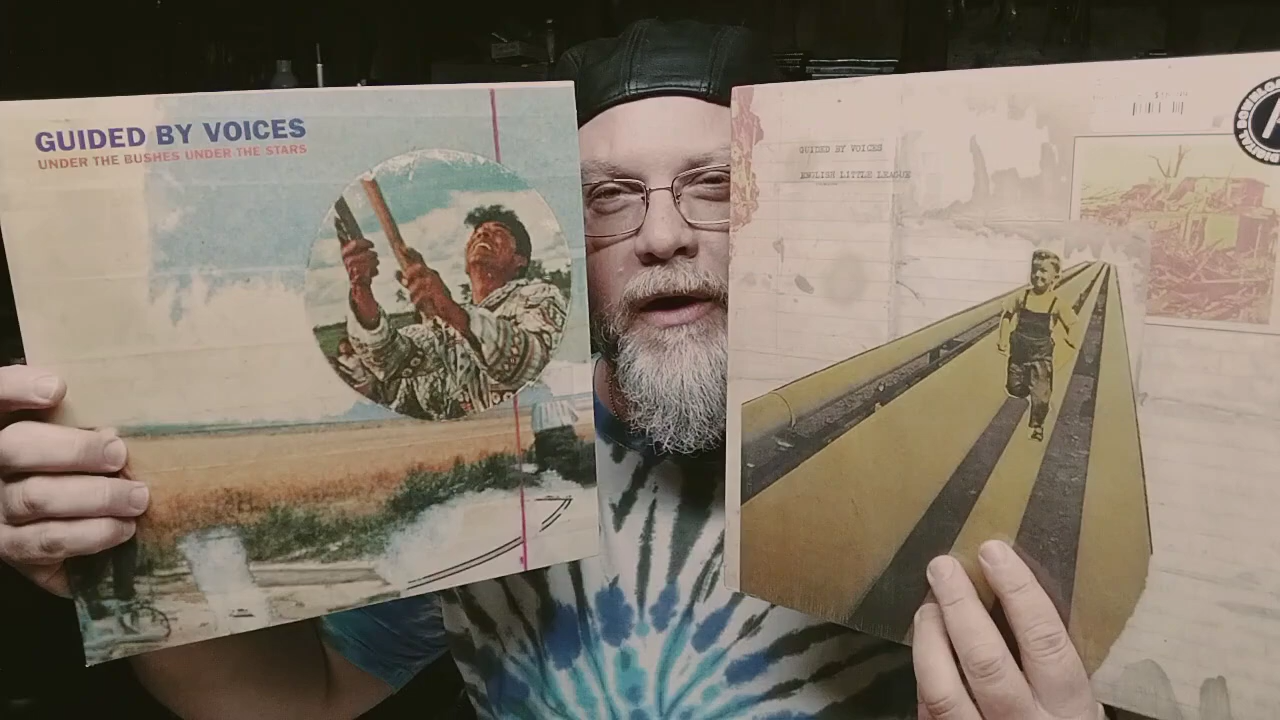 GUIDED BY VOICES
UNDER THE BUSHES UNDER THE STARS
GUIDED BY VOICES
ENGLISH LITTLE LEAGUE